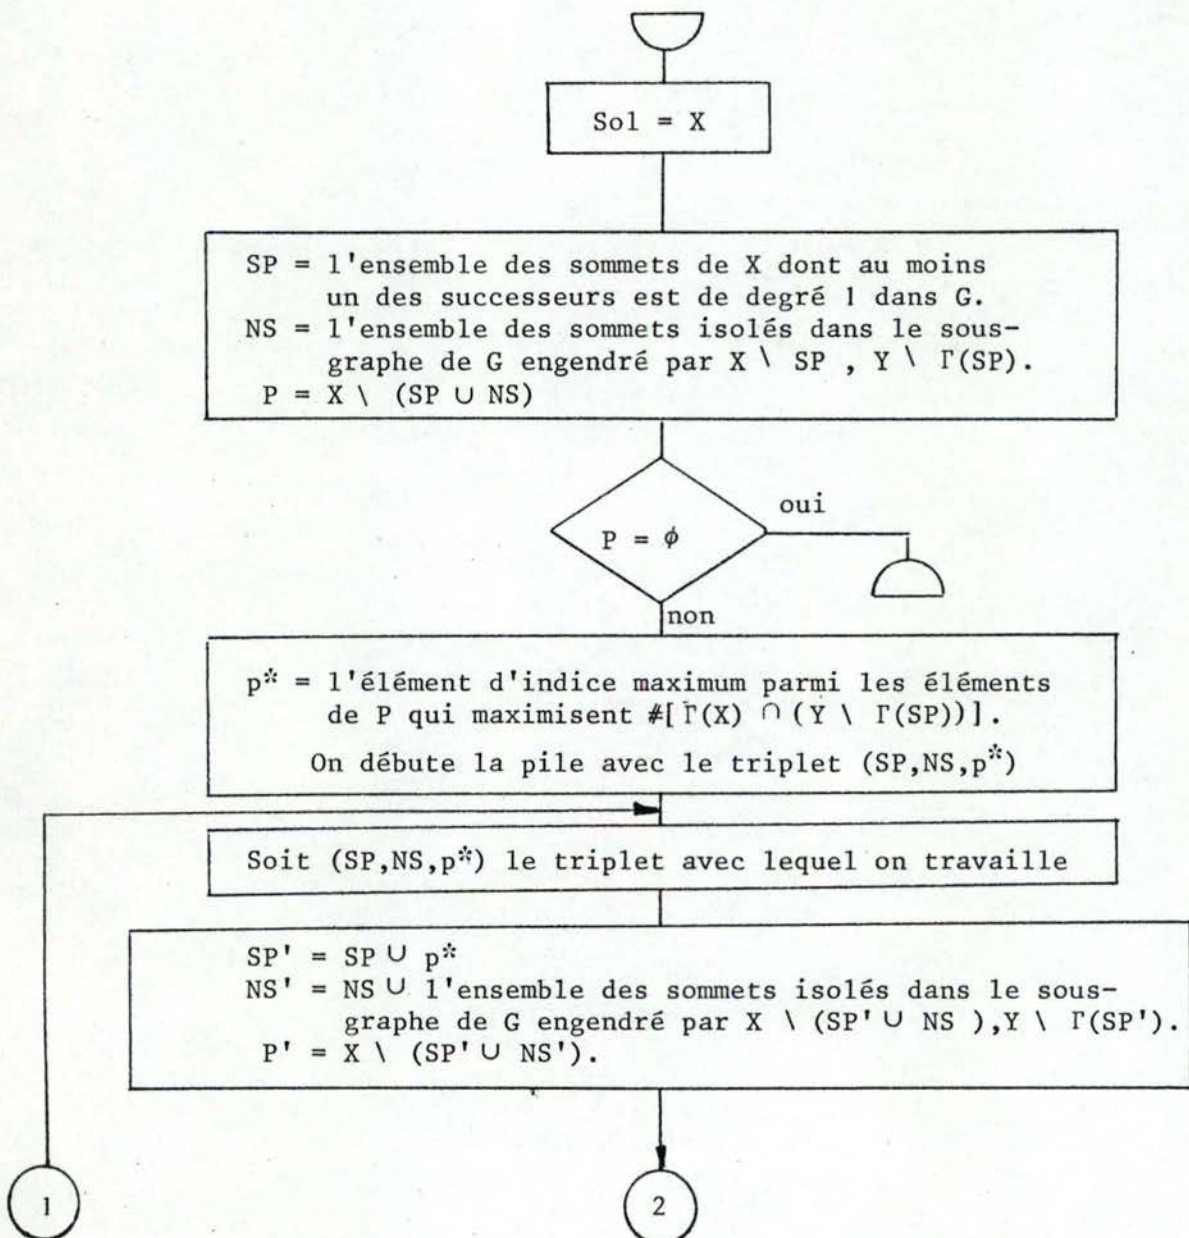 Sol = X
SP = l'ensemble des sommets de X dont au moins
un des successeurs est de degré 1 dans G.
NS = l'ensemble des sommets isolés dans le sous-
graphe de G engendré par X \ SP , Y \ Γ(SP).
P = X \ (SP ∪ NS)
P = ϕ
oui
non
p* = l'élément d'indice maximum parmi les éléments
de P qui maximisent #[Γ(X) ∩ (Y \ Γ(SP))].
On débute la pile avec le triplet (SP,NS,p*)
Soit (SP,NS,p*) le triplet avec lequel on travaille
SP' = SP ∪ p*
NS' = NS ∪ l'ensemble des sommets isolés dans le sous-
graphe de G engendré par X \ (SP' ∪ NS ),Y \ Γ(SP').
P' = X \ (SP' ∪ NS').
1
2